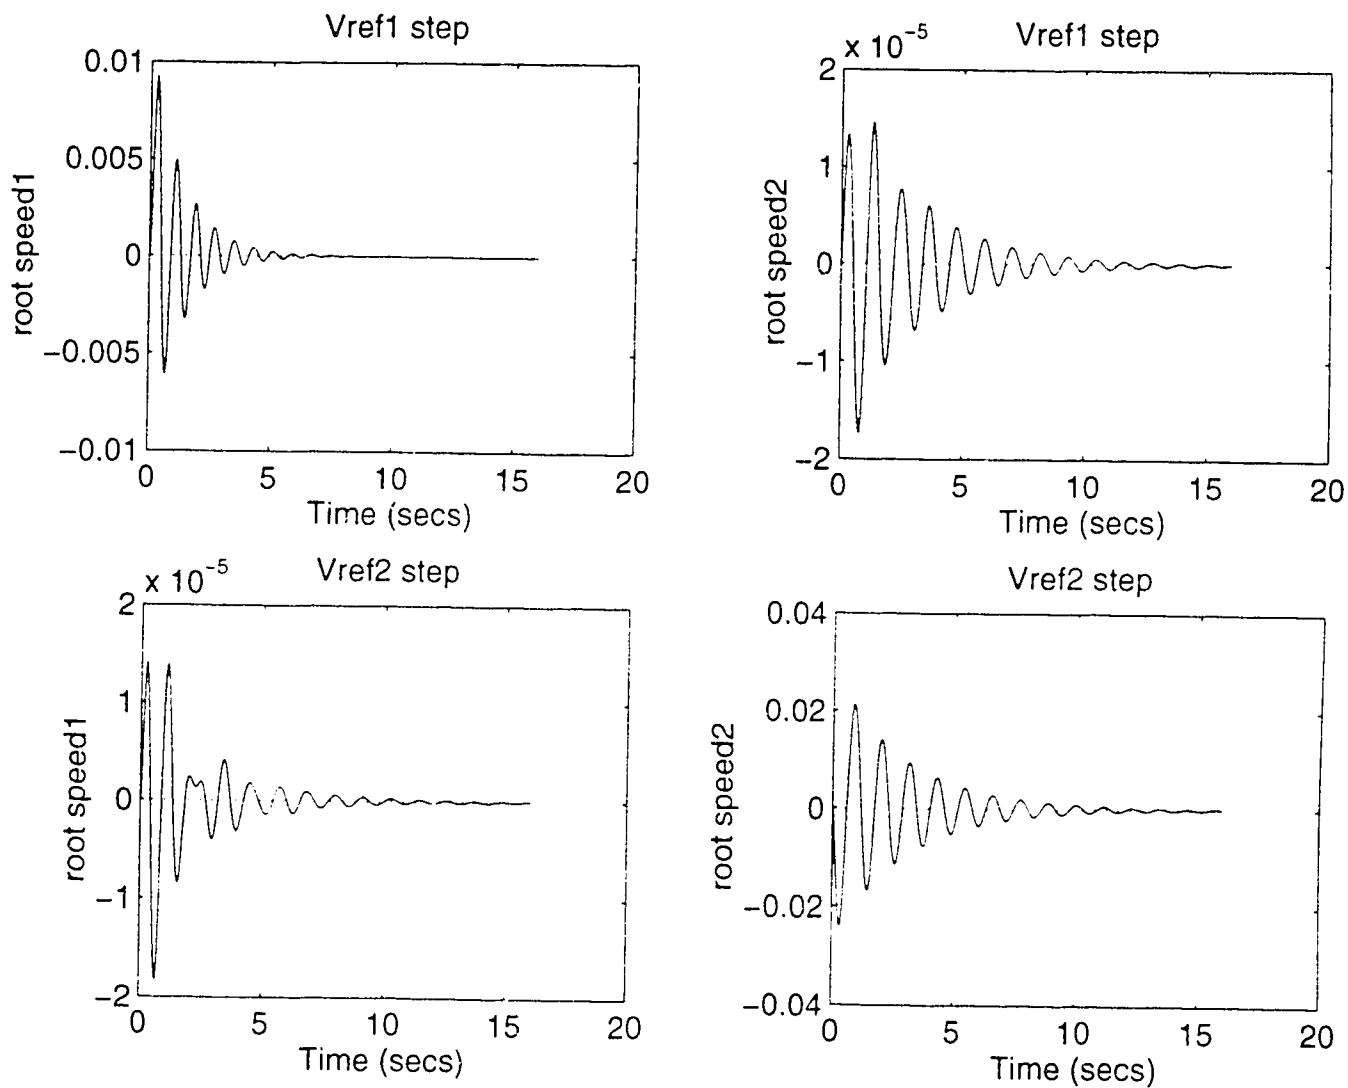 Vref1 step
0.01
0.005
0
−0.005
−0.01
root speed1
0 5 10 15 20
Time (secs)
Vref1 step
x 10⁻⁵
2
1
0
−1
−2
root speed2
0 5 10 15 20
Time (secs)
Vref2 step
x 10⁻⁵
2
1
0
−1
−2
root speed1
0 5 10 15 20
Time (secs)
Vref2 step
0.04
0.02
0
−0.02
−0.04
root speed2
0 5 10 15 20
Time (secs)